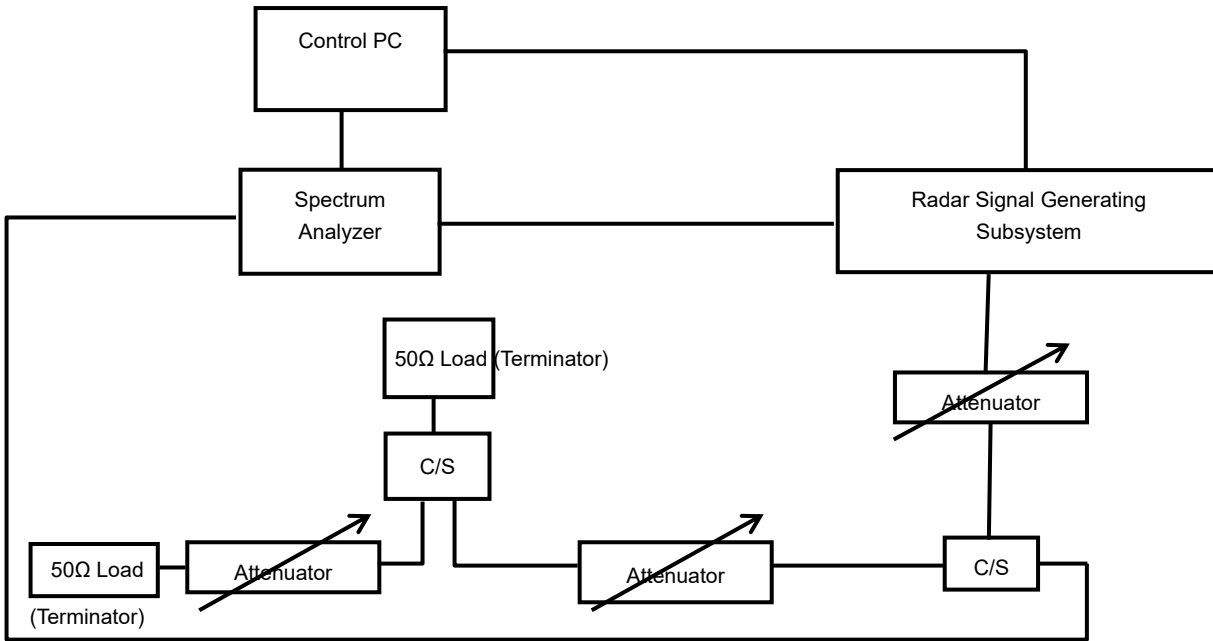 Control PC
Spectrum
Analyzer
Radar Signal Generating
Subsystem
50Ω Load (Terminator)
Attenuator
C/S
50Ω Load
(Terminator)
Attenuator
Attenuator
C/S